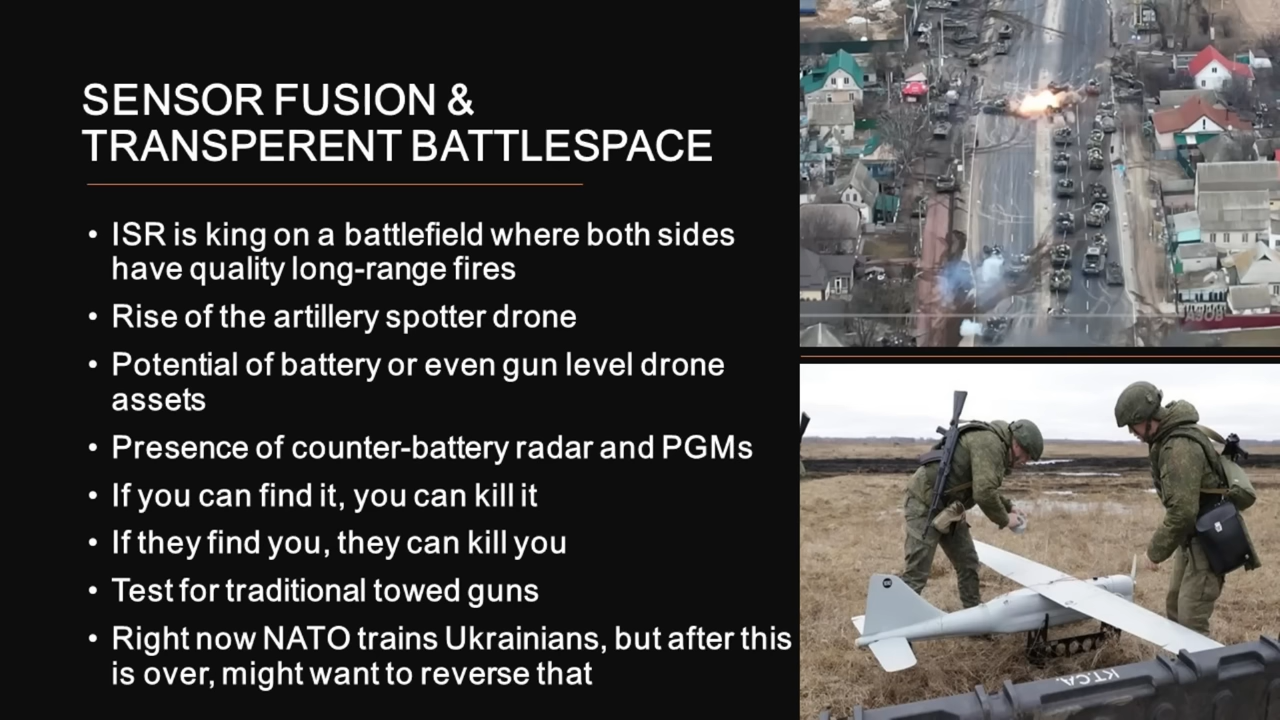 SENSOR FUSION &
TRANSPERENT BATTLESPACE
• ISR is king on a battlefield where both sides
have quality long-range fires
• Rise of the artillery spotter drone
• Potential of battery or even gun level drone
assets
• Presence of counter-battery radar and PGMs
• If you can find it, you can kill it
• If they find you, they can kill you
• Test for traditional towed guns
• Right now NATO trains Ukrainians, but after this
is over, might want to reverse that